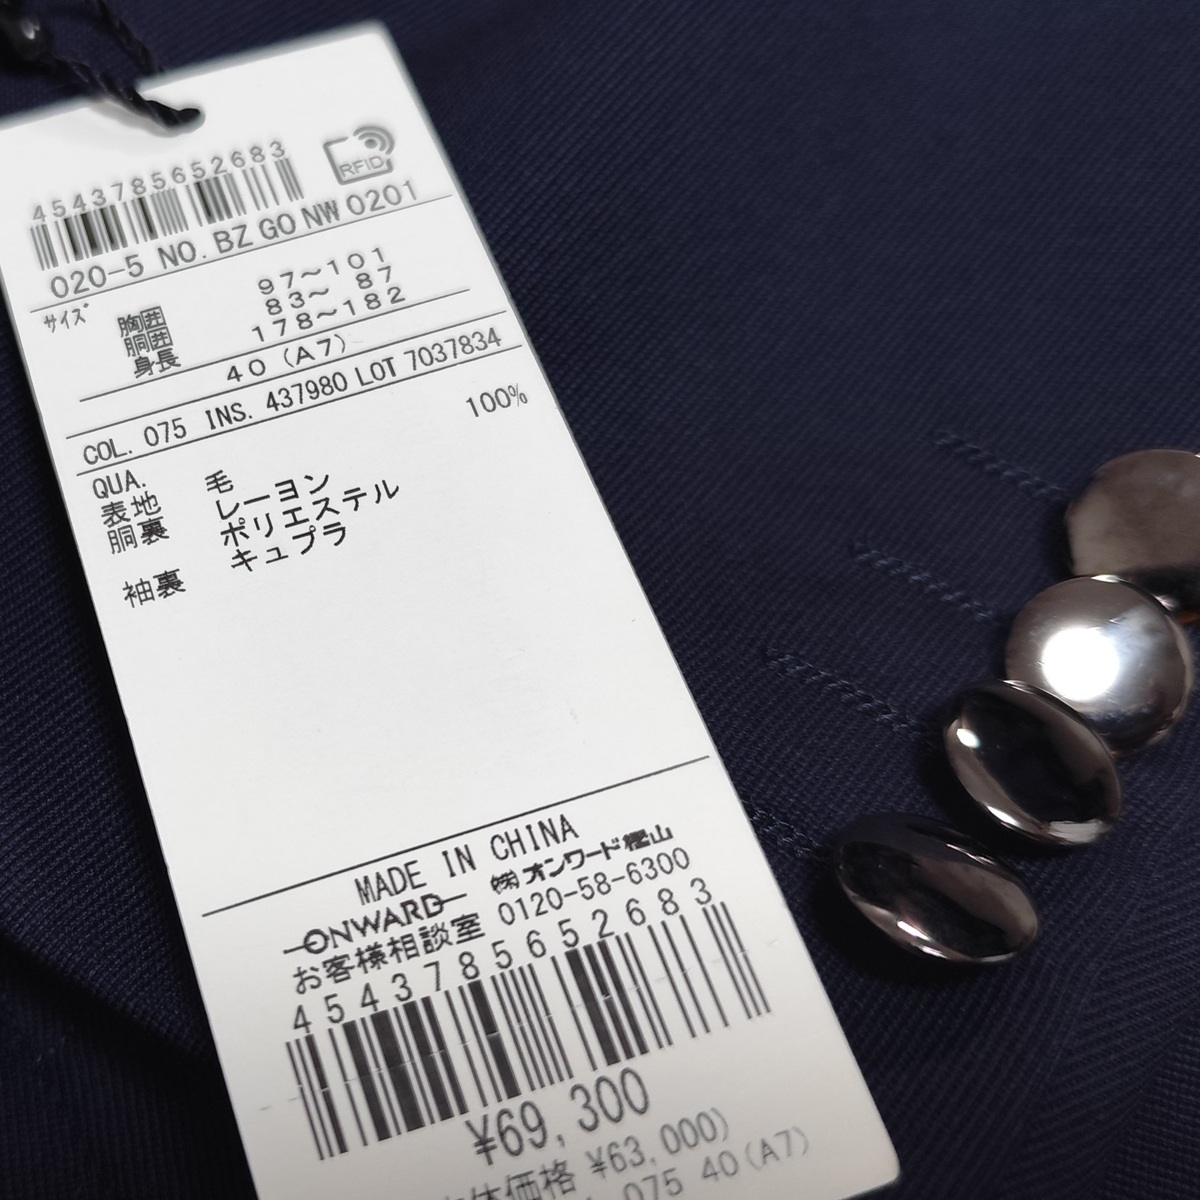 4543785652683
RFID
020-5 NO. BZ GO NW 0201
サイズ
胸囲 97～101
胴囲 83～ 87
身長 178～182
40 (A7)
COL. 075 INS. 437980 LOT 7037834
QUA. 100%
表地 毛
胴裏 レーヨン
ポリエステル
袖裏 キュプラ
MADE IN CHINA
ONWARD ㈱オンワード樫山
お客様相談室 0120-58-6300
4543785652683
¥69,300
本体価格 ¥63,000)
075 40(A7)